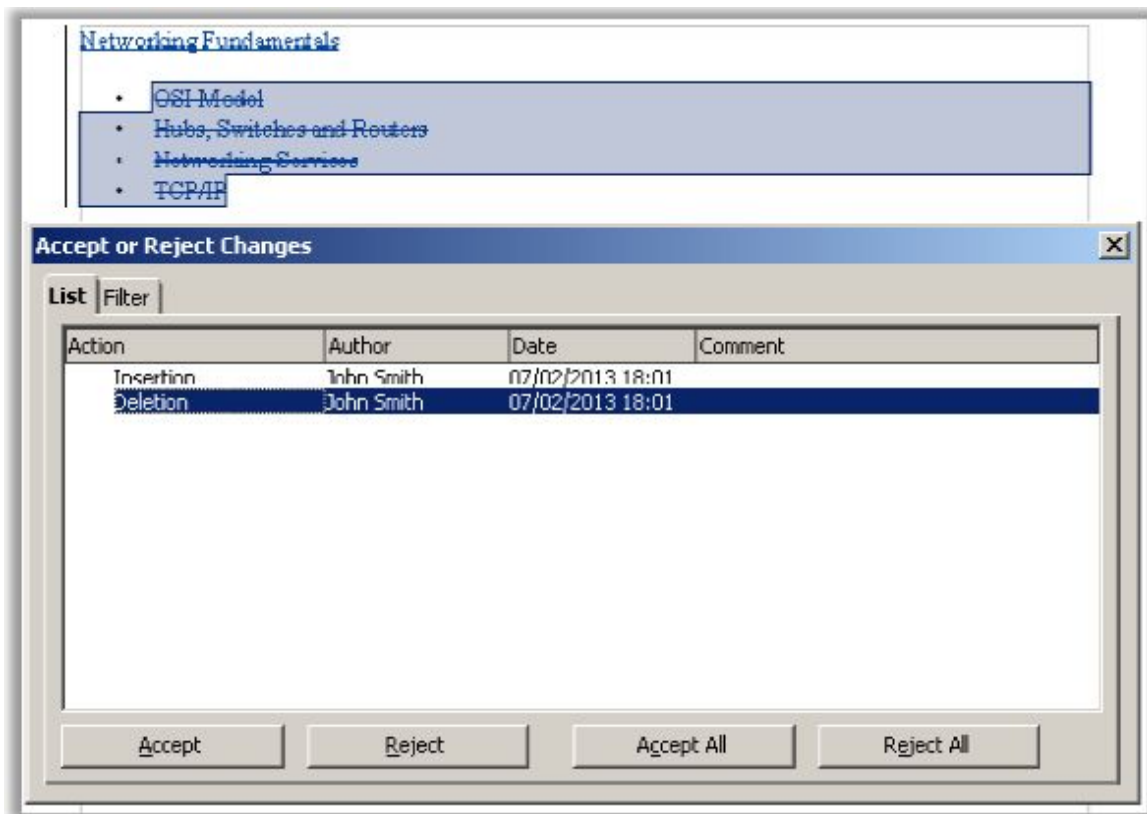 Networking Fundamentals
• OSI Model
• Hubs, Switches and Routers
• Networking Services
• TCP/IP
Accept or Reject Changes
List Filter
Action Author Date Comment
Insertion John Smith 07/02/2013 18:01
Deletion John Smith 07/02/2013 18:01
Accept Reject Accept All Reject All